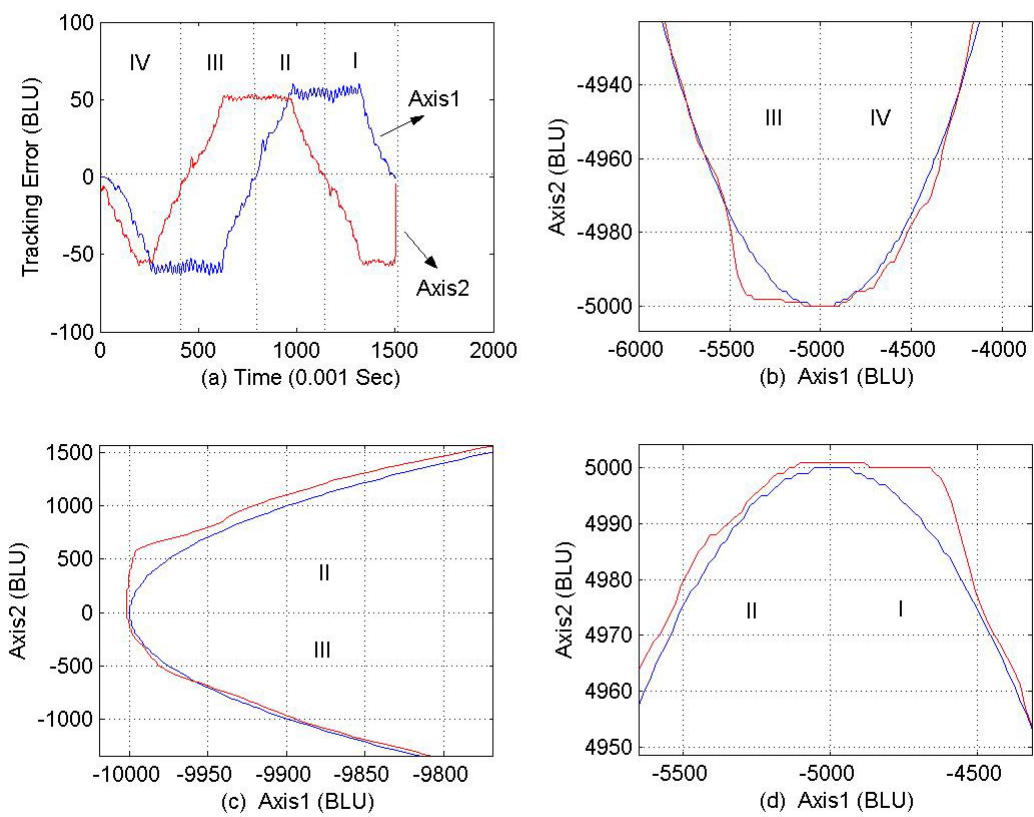 100
50
0
-50
-100
Tracking Error (BLU)
IV
III
II
I
Axis1
Axis2
0
500
1000
1500
2000
(a) Time (0.001 Sec)
-4940
-4960
-4980
-5000
Axis2 (BLU)
III
IV
-6000
-5500
-5000
-4500
-4000
(b) Axis1 (BLU)
1500
1000
500
0
-500
-1000
Axis2 (BLU)
II
III
-10000
-9950
-9900
-9850
-9800
(c) Axis1 (BLU)
5000
4990
4980
4970
4960
4950
Axis2 (BLU)
II
I
-5500
-5000
-4500
(d) Axis1 (BLU)